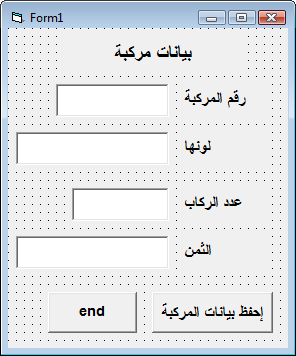 Form1
بيانات مركبة
رقم المركبة
لونها
عدد الركاب
الثمن
إحفظ بيانات المركبة
end